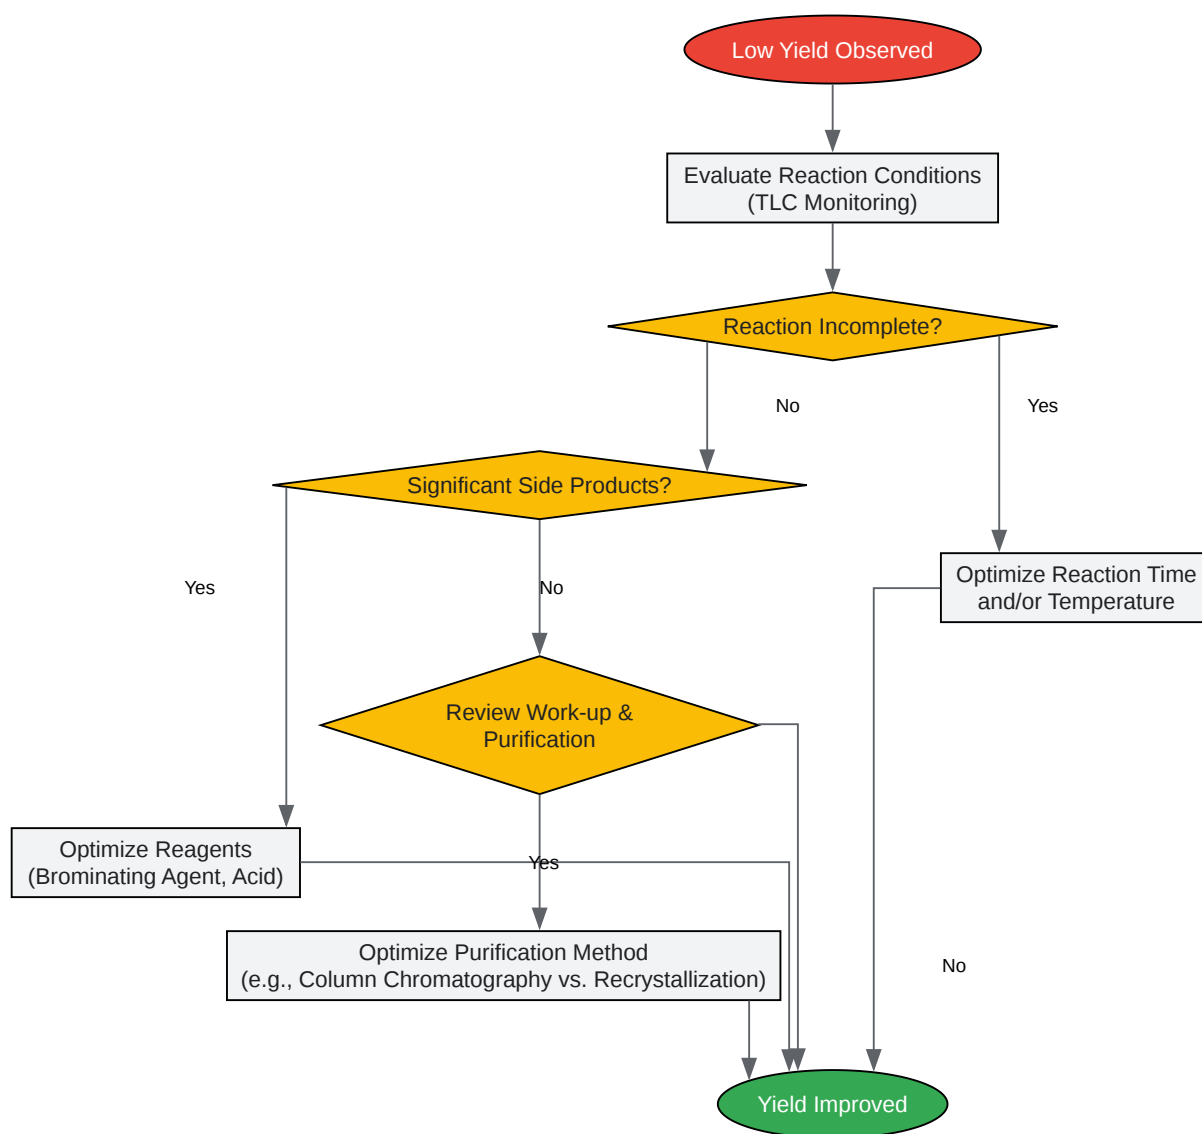 Low Yield Observed
Evaluate Reaction Conditions
(TLC Monitoring)
Reaction Incomplete?
No
Yes
Significant Side Products?
Yes
No
Optimize Reaction Time
and/or Temperature
Review Work-up &
Purification
Optimize Reagents
(Brominating Agent, Acid)
Yes
Optimize Purification Method
(e.g., Column Chromatography vs. Recrystallization)
No
Yield Improved